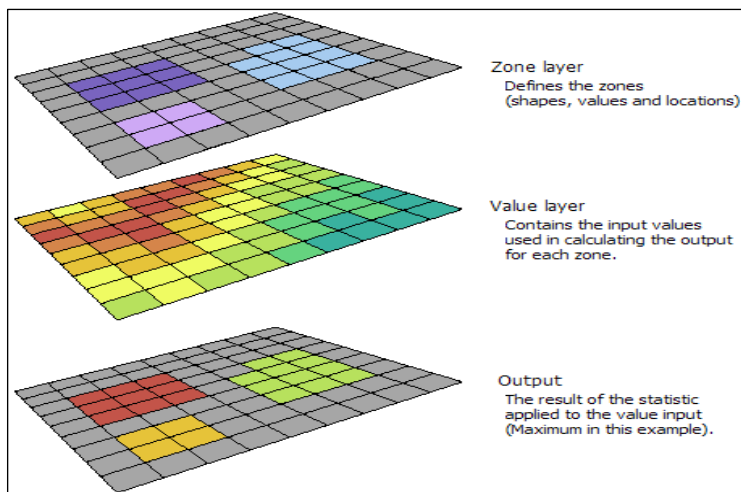 Zone layer
Defines the zones
(shapes, values and locations)
Value layer
Contains the input values
used in calculating the output
for each zone.
Output
The result of the statistic
applied to the value input
(Maximum in this example).